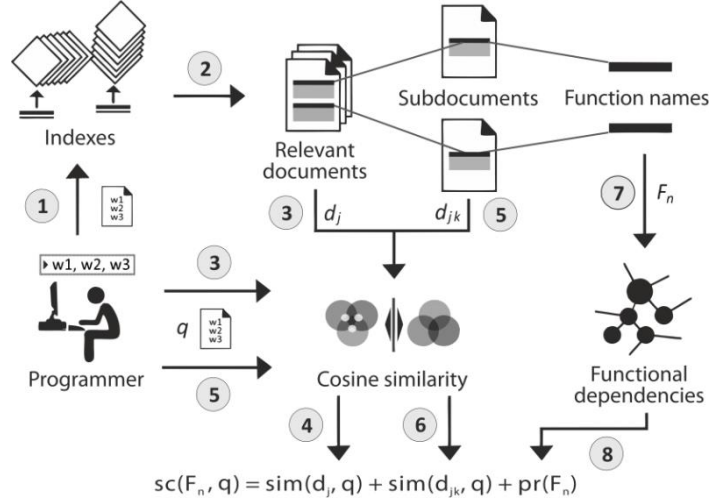 2
Subdocuments
Function names
Indexes
Relevant
documents
1
w1
w2
w3
3
d_j
d_jk
5
7
F_n
w1, w2, w3
3
q
w1
w2
w3
Programmer
5
Cosine similarity
Functional
dependencies
4
6
8
sc(F_n, q) = sim(d_j, q) + sim(d_jk, q) + pr(F_n)